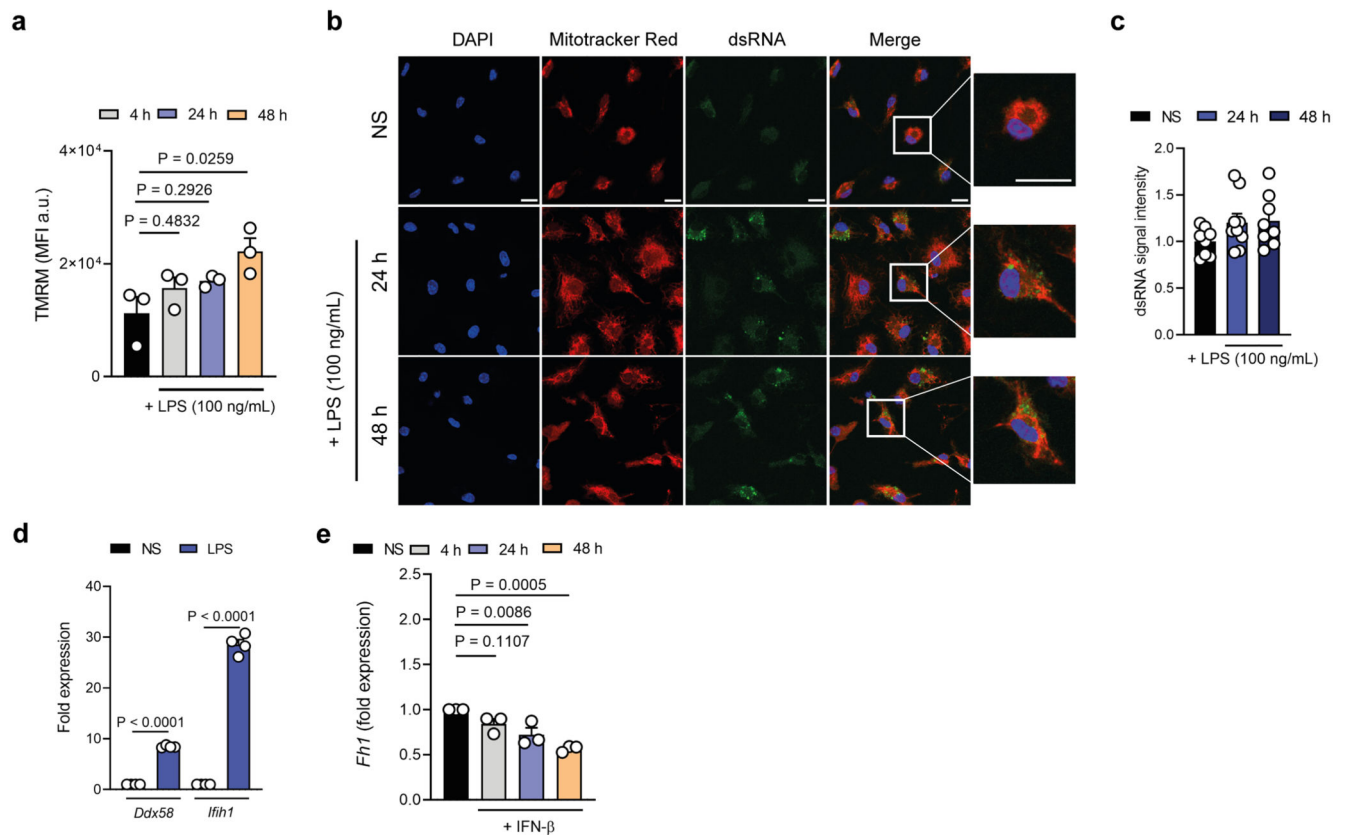 a
4 h 24 h 48 h
TMRM (MFI a.u.)
4×10⁴
2×10⁴
0
P = 0.0259
P = 0.2926
P = 0.4832
+ LPS (100 ng/mL)
b
DAPI Mitotracker Red dsRNA Merge
NS
24 h
48 h
+ LPS (100 ng/mL)
c
NS 24 h 48 h
dsRNA signal intensity
2.0
1.5
1.0
0.5
0.0
+ LPS (100 ng/mL)
d
NS LPS
Fold expression
40
30
20
10
0
P < 0.0001
P < 0.0001
Ddx58 Ifih1
e
NS 4 h 24 h 48 h
Fh1 (fold expression)
2.5
2.0
1.5
1.0
0.5
0.0
P = 0.0005
P = 0.0086
P = 0.1107
+ IFN-β